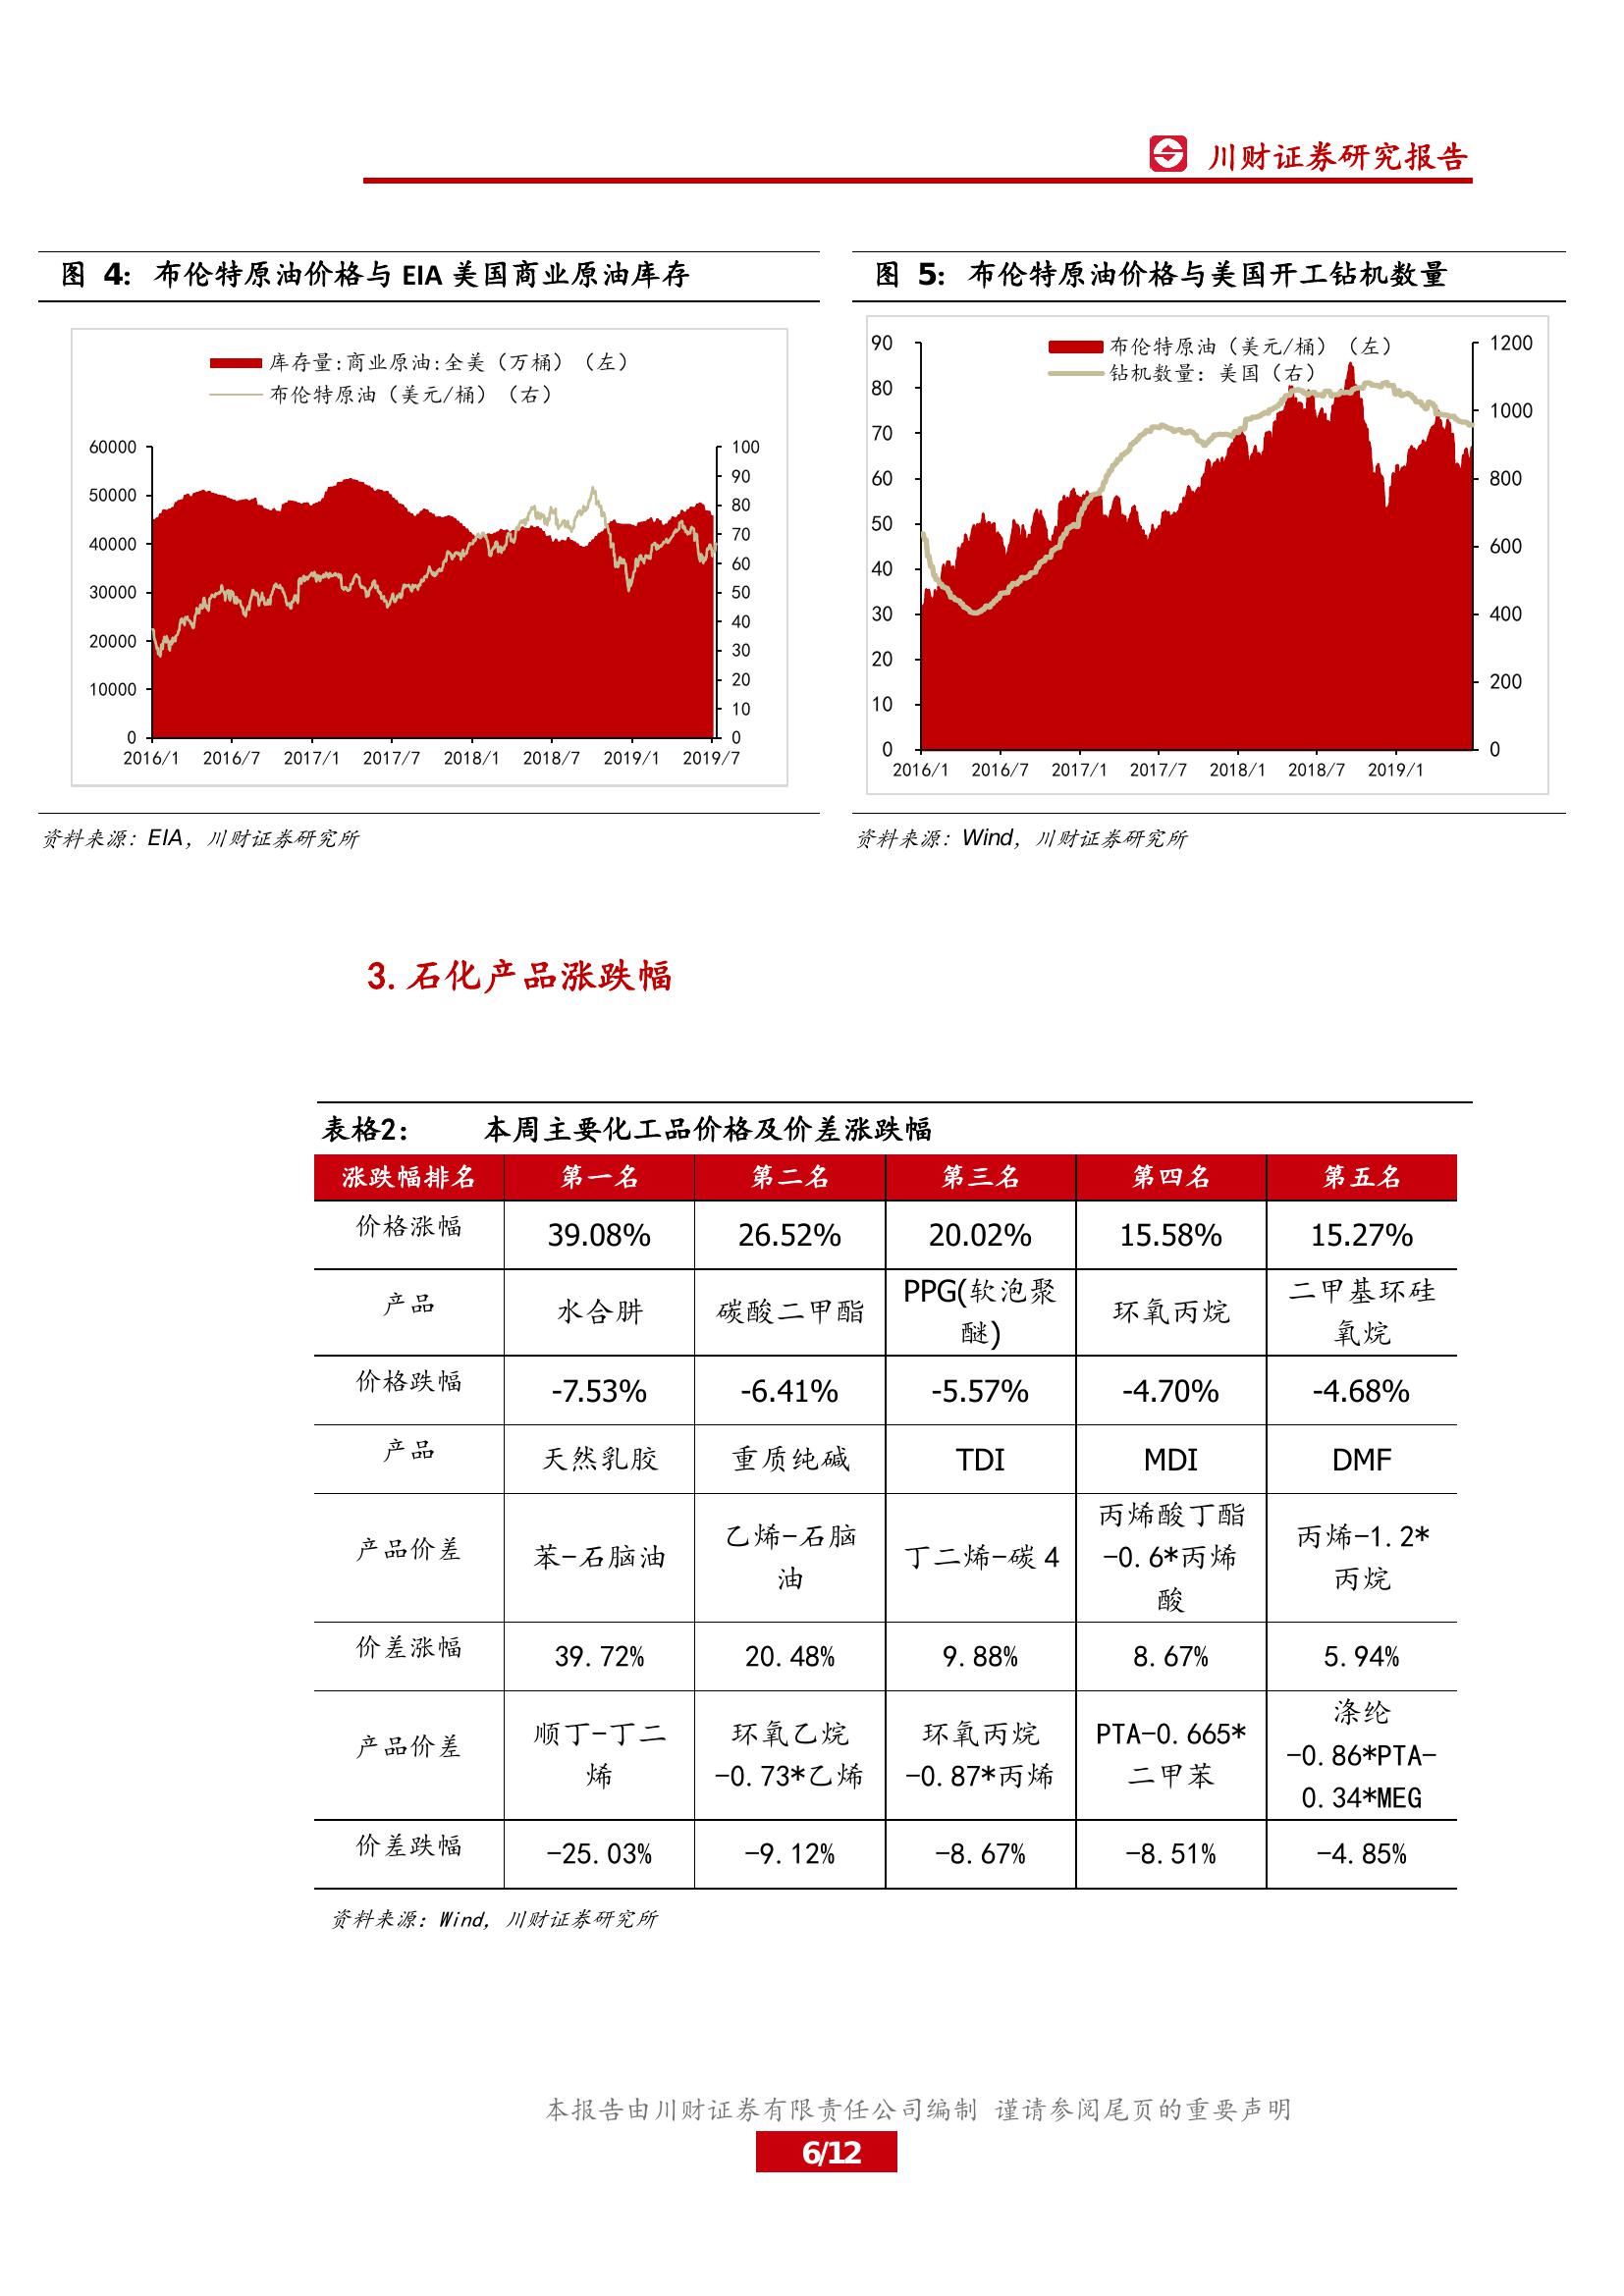 川财证券研究报告
图 4: 布伦特原油价格与 EIA 美国商业原油库存
库存量:商业原油:全美（万桶）（左）
布伦特原油（美元/桶）（右）
60000
50000
40000
30000
20000
10000
0
100
90
80
70
60
50
40
30
20
10
0
2016/1 2016/7 2017/1 2017/7 2018/1 2018/7 2019/1 2019/7
资料来源：EIA，川财证券研究所
图 5: 布伦特原油价格与美国开工钻机数量
布伦特原油（美元/桶）（左）
钻机数量：美国（右）
90
80
70
60
50
40
30
20
10
0
1200
1000
800
600
400
200
0
2016/1 2016/7 2017/1 2017/7 2018/1 2018/7 2019/1
资料来源：Wind，川财证券研究所
3.石化产品涨跌幅
表格2: 本周主要化工品价格及价差涨跌幅
涨跌幅排名 第一名 第二名 第三名 第四名 第五名
价格涨幅 39.08% 26.52% 20.02% 15.58% 15.27%
产品 水合肼 碳酸二甲酯 PPG(软泡聚 环氧丙烷 二甲基环硅
醚) 氧烷
价格跌幅 -7.53% -6.41% -5.57% -4.70% -4.68%
产品 天然乳胶 重质纯碱 TDI MDI DMF
丙烯酸丁酯
产品价差 苯-石脑油 乙烯-石脑 丁二烯-碳 4 -0.6*丙烯 丙烯-1.2*
油 酸 丙烷
价差涨幅 39.72% 20.48% 9.88% 8.67% 5.94%
涤纶
产品价差 顺丁-丁二 环氧乙烷 环氧丙烷 PTA-0.665* -0.86*PTA-
烯 -0.73*乙烯 -0.87*丙烯 二甲苯 0.34*MEG
价差跌幅 -25.03% -9.12% -8.67% -8.51% -4.85%
资料来源：Wind，川财证券研究所
本报告由川财证券有限责任公司编制 谨请参阅尾页的重要声明
6/12